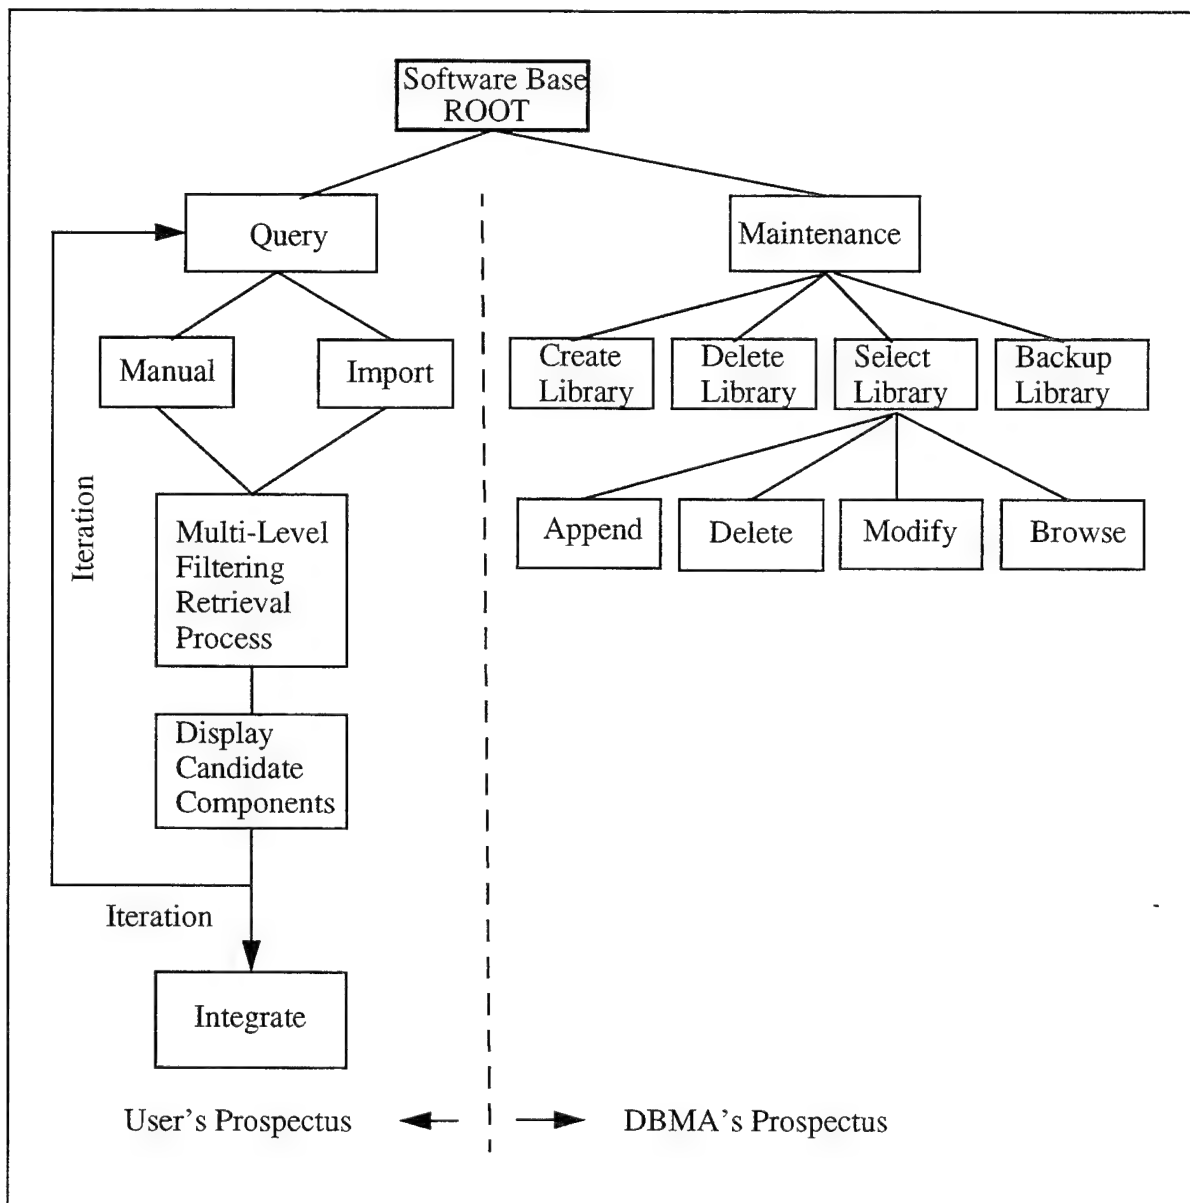 Software Base
ROOT
Query
Maintenance
Manual
Import
Create
Library
Delete
Library
Select
Library
Backup
Library
Iteration
Multi-Level
Filtering
Retrieval
Process
Append
Delete
Modify
Browse
Display
Candidate
Components
Iteration
Integrate
User's Prospectus
DBMA's Prospectus